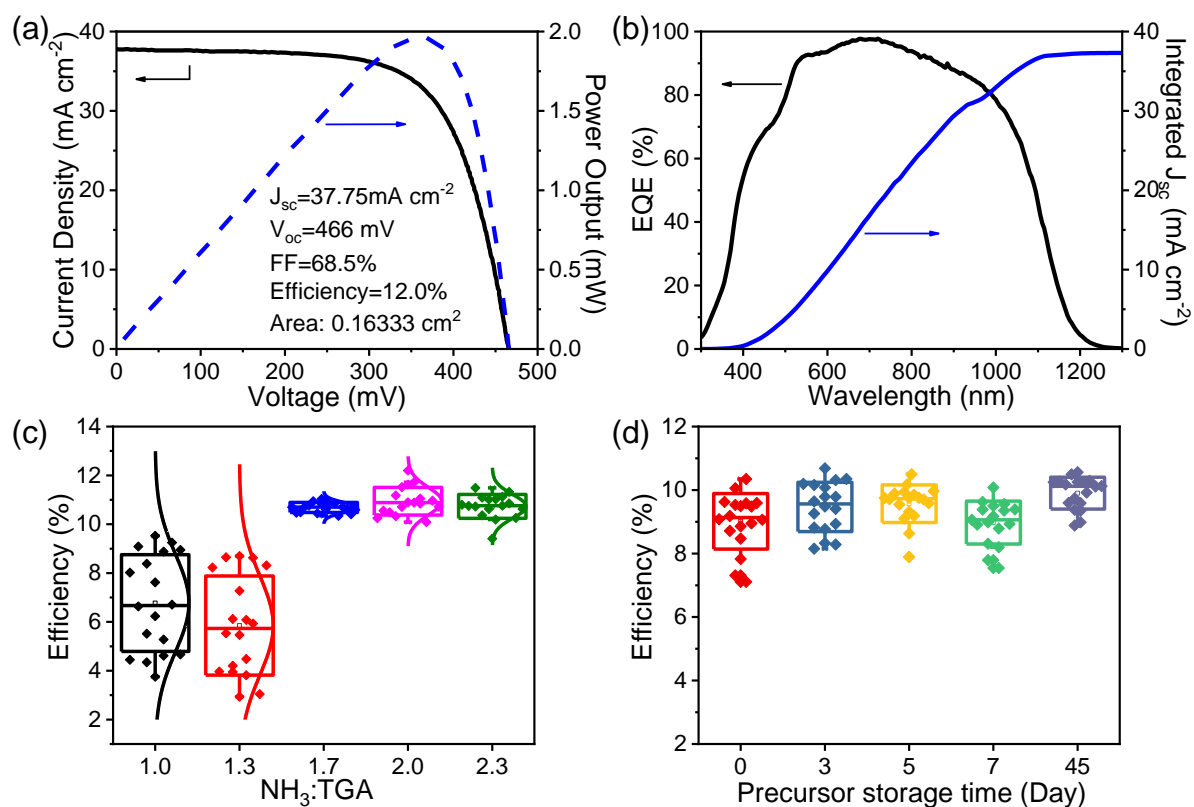 (a)
40
30
20
10
0
Current Density (mA cm⁻²)
2.0
1.5
1.0
0.5
0.0
Power Output (mW)
J_sc=37.75mA cm⁻²
V_oc=466 mV
FF=68.5%
Efficiency=12.0%
Area: 0.16333 cm²
0 100 200 300 400 500
Voltage (mV)
(b)
100
80
60
40
20
0
EQE (%)
40
30
20
10
0
Integrated J_sc (mA cm⁻²)
400 600 800 1000 1200
Wavelength (nm)
(c)
14
12
10
8
6
4
2
Efficiency (%)
1.0 1.3 1.7 2.0 2.3
NH₃:TGA
(d)
12
10
8
6
4
2
Efficiency (%)
0 3 5 7 45
Precursor storage time (Day)